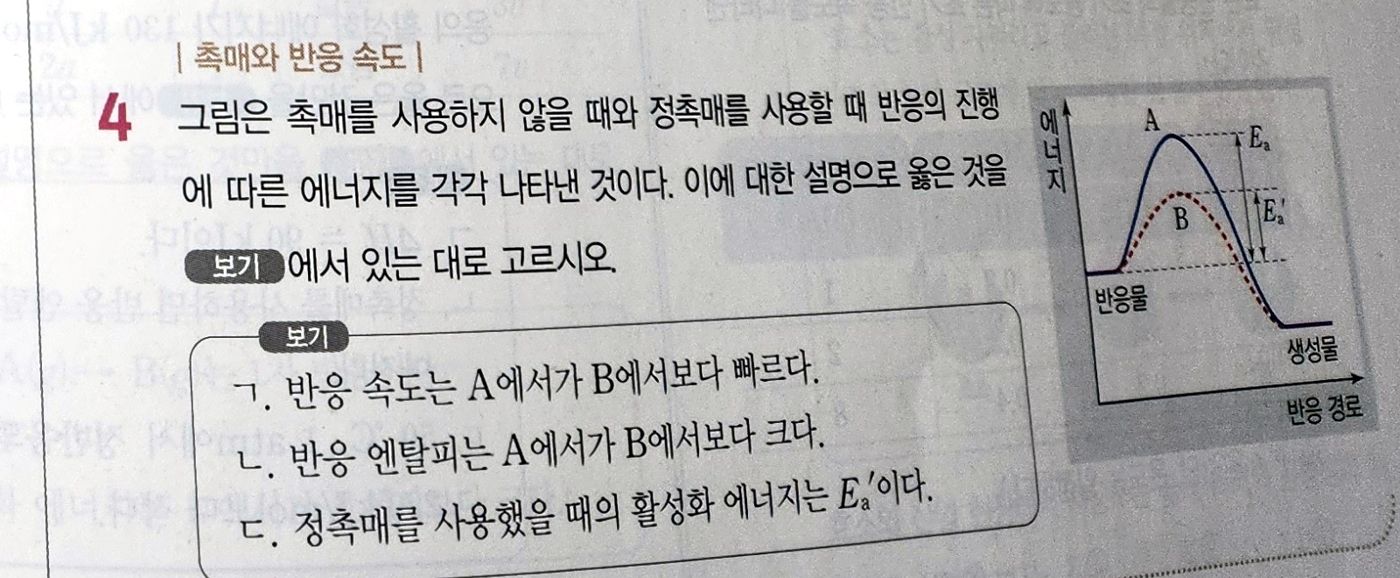 | 촉매와 반응 속도 |
4 그림은 촉매를 사용하지 않을 때와 정촉매를 사용할 때 반응의 진행
에 따른 에너지를 각각 나타낸 것이다. 이에 대한 설명으로 옳은 것을
보기 에서 있는 대로 고르시오.
보기
ㄱ. 반응 속도는 A에서가 B에서보다 빠르다.
ㄴ. 반응 엔탈피는 A에서가 B에서보다 크다.
ㄷ. 정촉매를 사용했을 때의 활성화 에너지는 Eₐ′이다.
에너지
A
Eₐ
B
Eₐ′
반응물
생성물
반응 경로